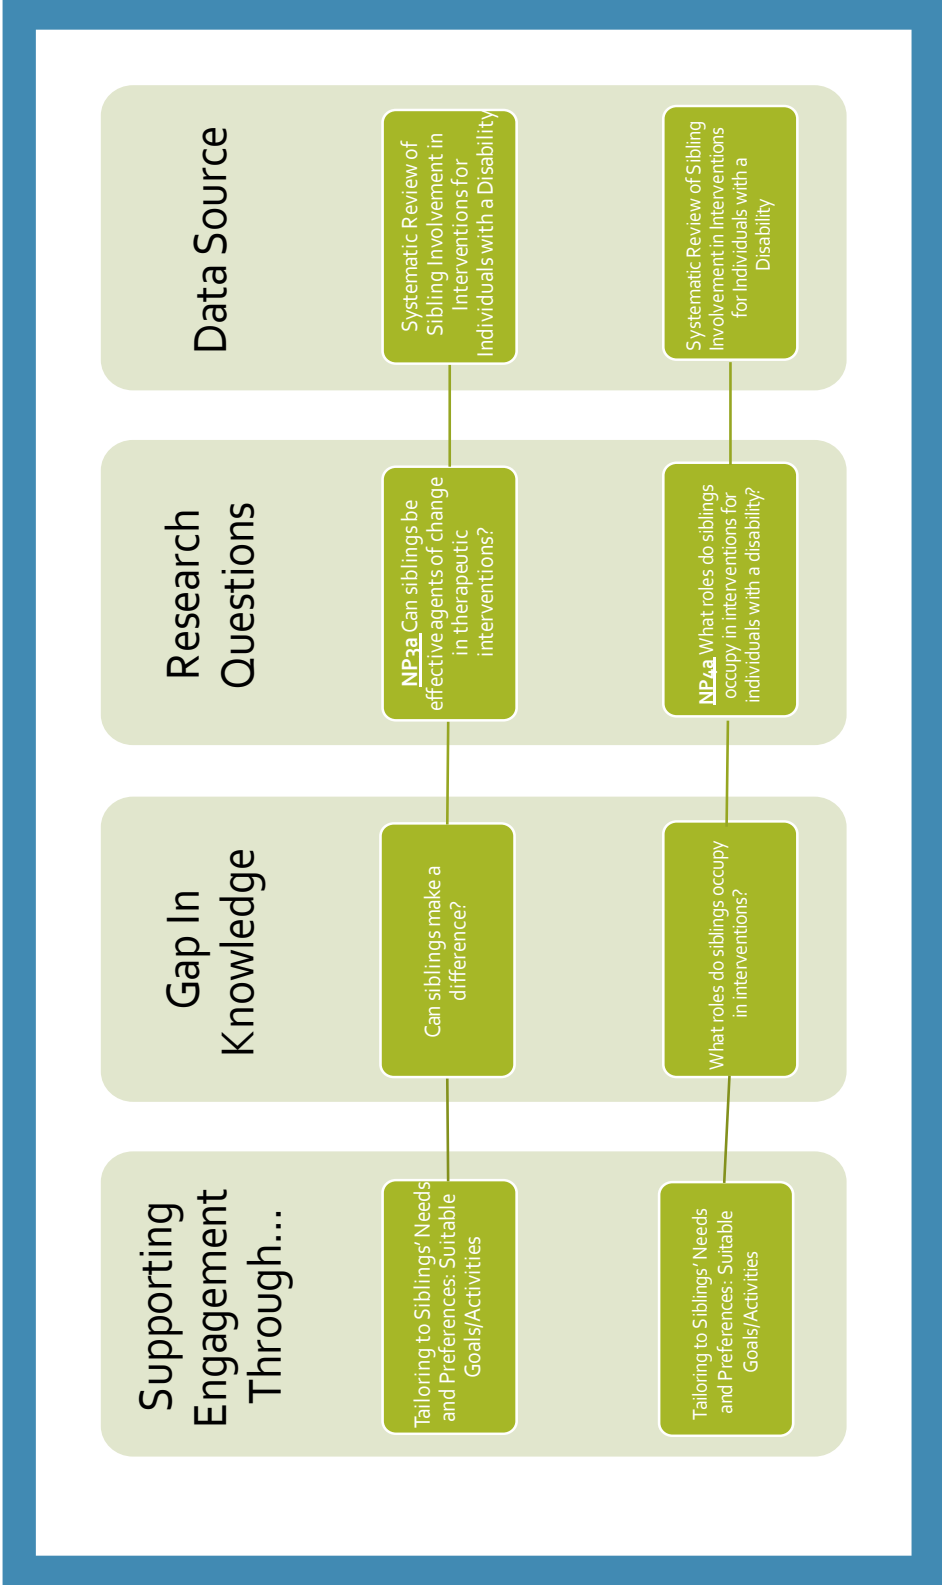 Supporting
Engagement
Through...
Gap In
Knowledge
Research
Questions
Data Source
Tailoring to Siblings' Needs
and Preferences: Suitable
Goals/Activities
Can siblings make a
difference?
NP3a Can siblings be
effective agents of change
in therapeutic
interventions?
Systematic Review of
Sibling Involvement in
Interventions for
Individuals with a Disability
Tailoring to Siblings' Needs
and Preferences: Suitable
Goals/Activities
What roles do siblings occupy
in interventions?
NP4a What roles do siblings
occupy in interventions for
individuals with a disability?
Systematic Review of Sibling
Involvement in Interventions
for Individuals with a
Disability